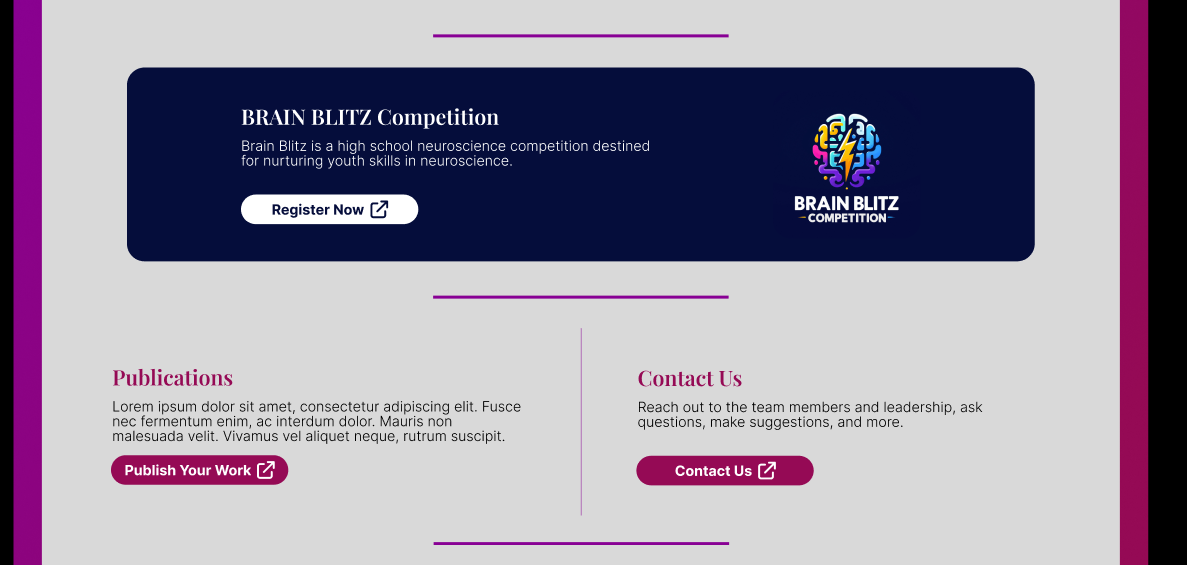 BRAIN BLITZ Competition
Brain Blitz is a high school neuroscience competition destined
for nurturing youth skills in neuroscience.
Register Now
BRAIN BLITZ
COMPETITION
Publications
Lorem ipsum dolor sit amet, consectetur adipiscing elit. Fusce
nec fermentum enim, ac interdum dolor. Mauris non
malesuada velit. Vivamus vel aliquet neque, rutrum suscipit.
Publish Your Work
Contact Us
Reach out to the team members and leadership, ask
questions, make suggestions, and more.
Contact Us